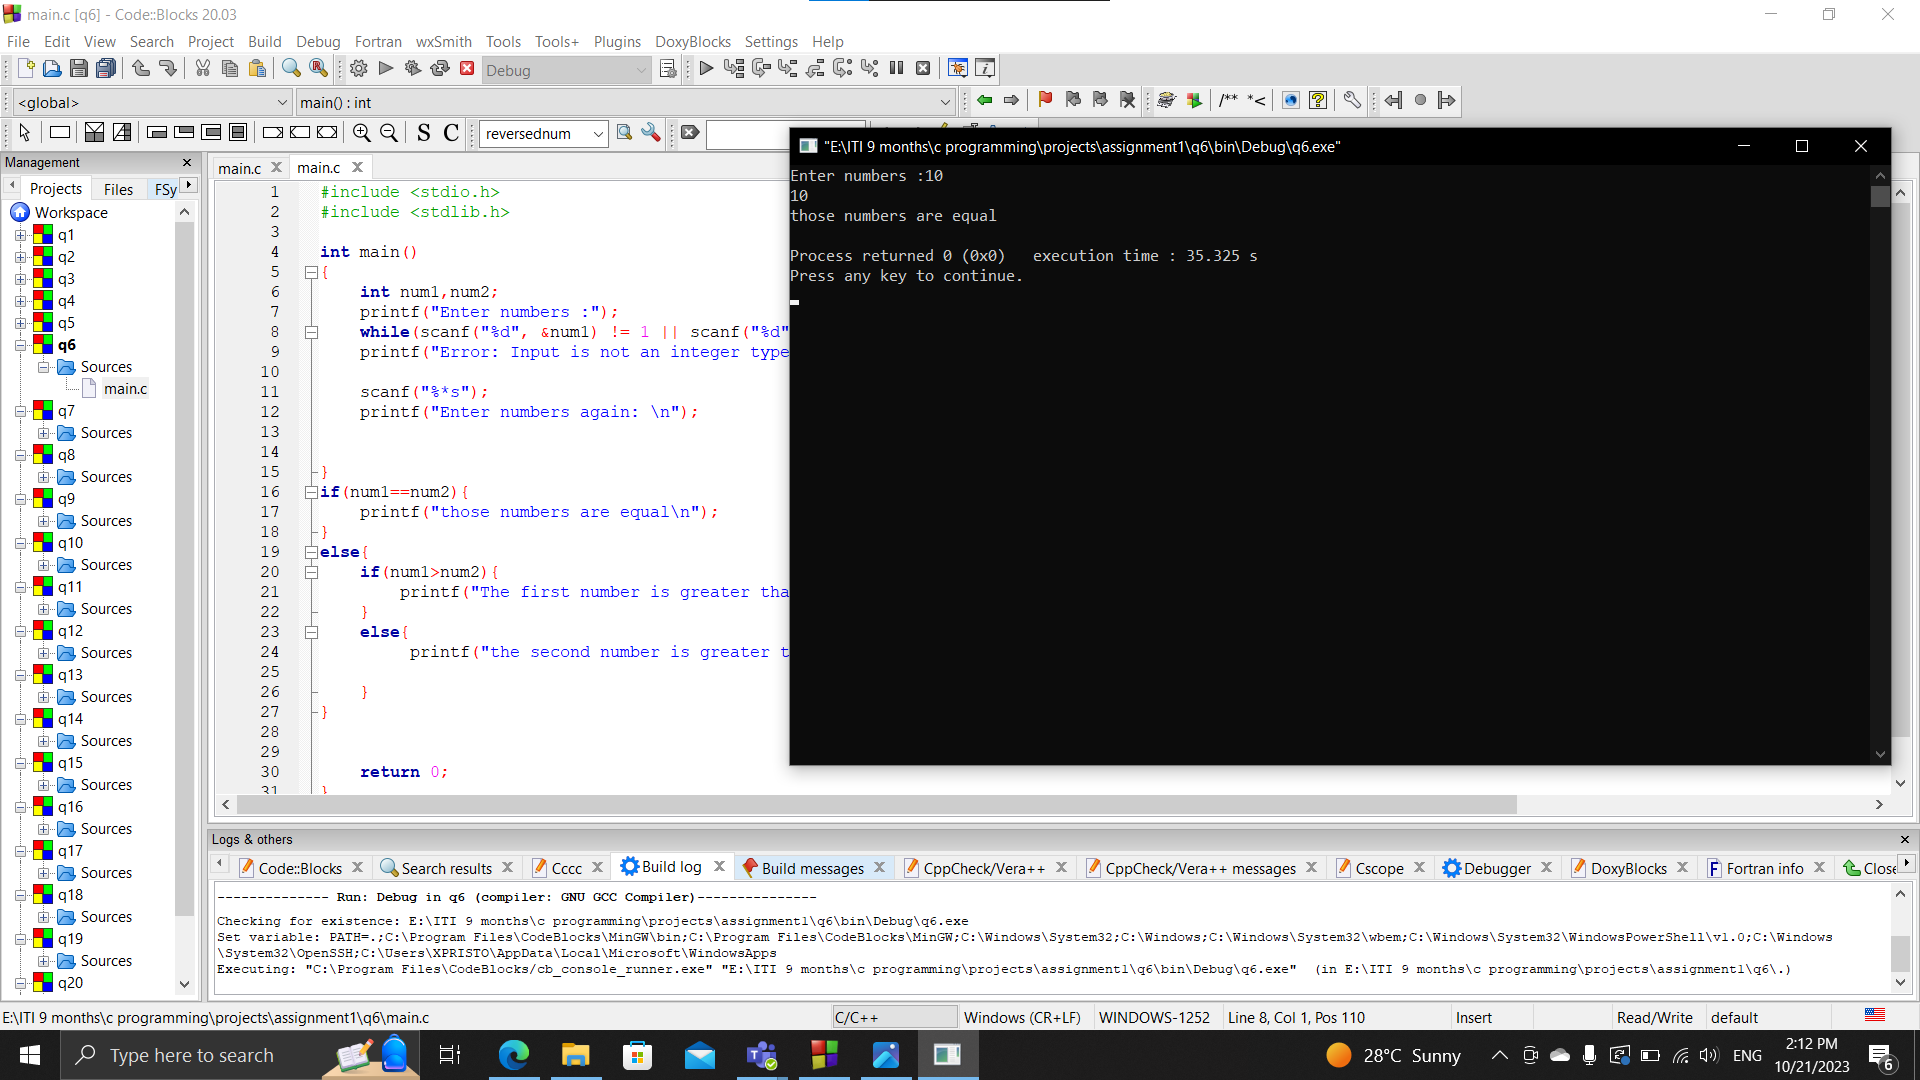 main.c [q6] - Code::Blocks 20.03
File Edit View Search Project Build Debug Fortran wxSmith Tools Tools+ Plugins DoxyBlocks Settings Help
Debug
<global> main() : int
/** *<
S C reversednum
Management
Projects Files FSy
Workspace
q1
q2
q3
q4
q5
q6
Sources
main.c
q7
Sources
q8
Sources
q9
Sources
q10
Sources
q11
Sources
q12
Sources
q13
Sources
q14
Sources
q15
Sources
q16
Sources
q17
Sources
q18
Sources
q19
Sources
q20
main.c main.c
1 #include <stdio.h>
2 #include <stdlib.h>
3
4 int main()
5 {
6 int num1,num2;
7 printf("Enter numbers :");
8 while(scanf("%d", &num1) != 1 || scanf("%d"
9 printf("Error: Input is not an integer type
10
11 scanf("%*s");
12 printf("Enter numbers again: \n");
13
14
15 }
16 if(num1==num2){
17 printf("those numbers are equal\n");
18 }
19 else{
20 if(num1>num2){
21 printf("The first number is greater tha
22 }
23 else{
24 printf("the second number is greater t
25
26 }
27 }
28
29
30 return 0;
31 }
"E:\ITI 9 months\c programming\projects\assignment1\q6\bin\Debug\q6.exe"
Enter numbers :10
10
those numbers are equal
Process returned 0 (0x0) execution time : 35.325 s
Press any key to continue.
Logs & others
Code::Blocks Search results Cccc Build log Build messages CppCheck/Vera++ CppCheck/Vera++ messages Cscope Debugger DoxyBlocks Fortran info Close
-------------- Run: Debug in q6 (compiler: GNU GCC Compiler)---------------
Checking for existence: E:\ITI 9 months\c programming\projects\assignment1\q6\bin\Debug\q6.exe
Set variable: PATH=.;C:\Program Files\CodeBlocks\MinGW\bin;C:\Program Files\CodeBlocks\MinGW;C:\Windows\System32;C:\Windows;C:\Windows\System32\wbem;C:\Windows\System32\WindowsPowerShell\v1.0;C:\Windows
\System32\OpenSSH;C:\Users\XPRISTO\AppData\Local\Microsoft\WindowsApps
Executing: "C:\Program Files\CodeBlocks/cb_console_runner.exe" "E:\ITI 9 months\c programming\projects\assignment1\q6\bin\Debug\q6.exe" (in E:\ITI 9 months\c programming\projects\assignment1\q6\.)
E:\ITI 9 months\c programming\projects\assignment1\q6\main.c C/C++ Windows (CR+LF) WINDOWS-1252 Line 8, Col 1, Pos 110 Insert Read/Write default
Type here to search
28°C Sunny ENG
2:12 PM
10/21/2023
6